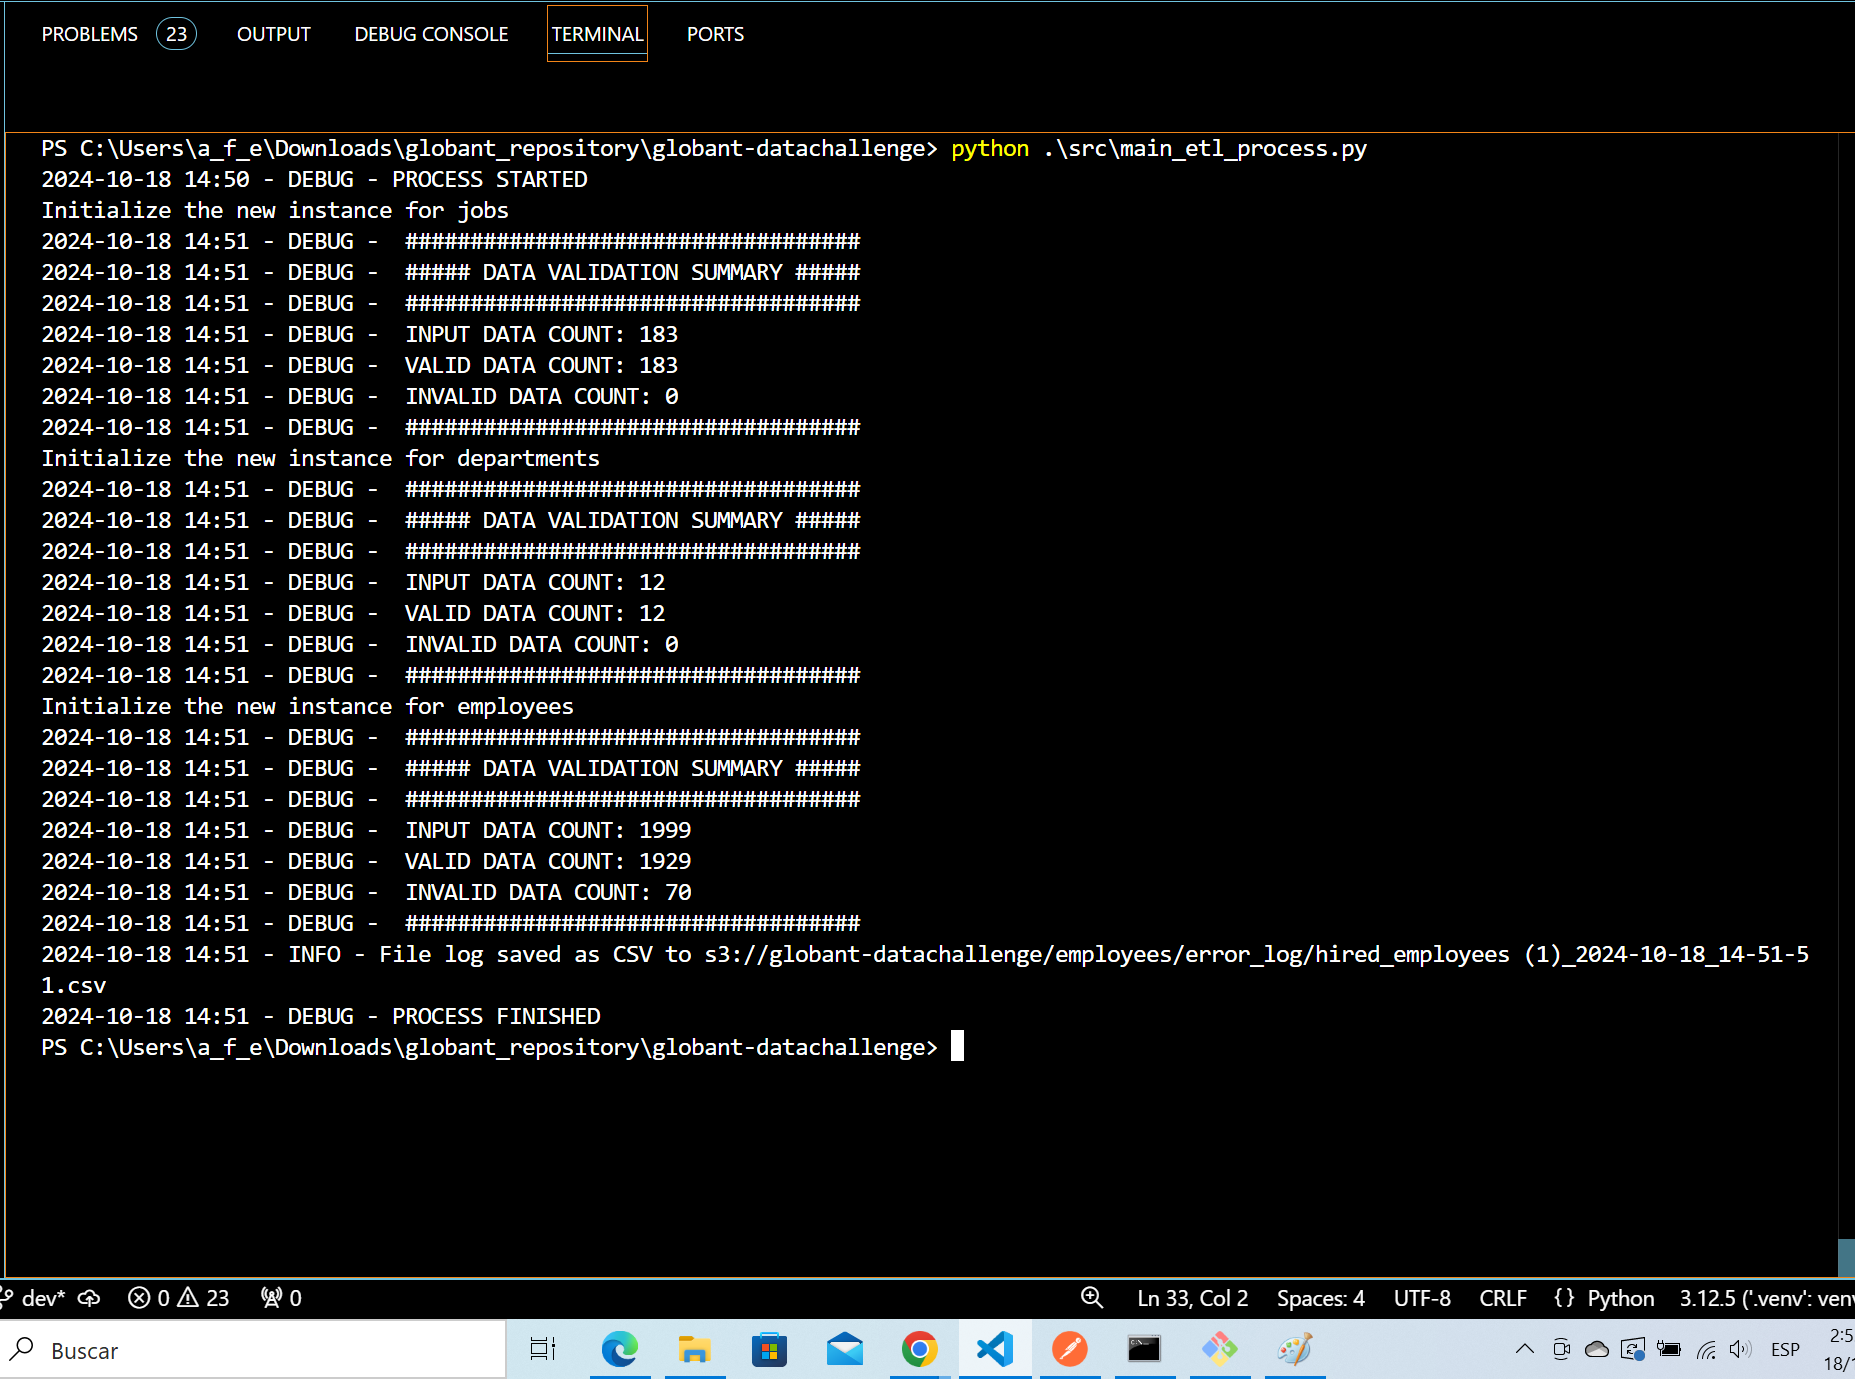 PROBLEMS 23 OUTPUT DEBUG CONSOLE TERMINAL PORTS
PS C:\Users\a_f_e\Downloads\globant_repository\globant-datachallenge> python .\src\main_etl_process.py
2024-10-18 14:50 - DEBUG - PROCESS STARTED
Initialize the new instance for jobs
2024-10-18 14:51 - DEBUG -  ###################################
2024-10-18 14:51 - DEBUG -  ##### DATA VALIDATION SUMMARY #####
2024-10-18 14:51 - DEBUG -  ###################################
2024-10-18 14:51 - DEBUG -  INPUT DATA COUNT: 183
2024-10-18 14:51 - DEBUG -  VALID DATA COUNT: 183
2024-10-18 14:51 - DEBUG -  INVALID DATA COUNT: 0
2024-10-18 14:51 - DEBUG -  ###################################
Initialize the new instance for departments
2024-10-18 14:51 - DEBUG -  ###################################
2024-10-18 14:51 - DEBUG -  ##### DATA VALIDATION SUMMARY #####
2024-10-18 14:51 - DEBUG -  ###################################
2024-10-18 14:51 - DEBUG -  INPUT DATA COUNT: 12
2024-10-18 14:51 - DEBUG -  VALID DATA COUNT: 12
2024-10-18 14:51 - DEBUG -  INVALID DATA COUNT: 0
2024-10-18 14:51 - DEBUG -  ###################################
Initialize the new instance for employees
2024-10-18 14:51 - DEBUG -  ###################################
2024-10-18 14:51 - DEBUG -  ##### DATA VALIDATION SUMMARY #####
2024-10-18 14:51 - DEBUG -  ###################################
2024-10-18 14:51 - DEBUG -  INPUT DATA COUNT: 1999
2024-10-18 14:51 - DEBUG -  VALID DATA COUNT: 1929
2024-10-18 14:51 - DEBUG -  INVALID DATA COUNT: 70
2024-10-18 14:51 - DEBUG -  ###################################
2024-10-18 14:51 - INFO - File log saved as CSV to s3://globant-datachallenge/employees/error_log/hired_employees (1)_2024-10-18_14-51-5
1.csv
2024-10-18 14:51 - DEBUG - PROCESS FINISHED
PS C:\Users\a_f_e\Downloads\globant_repository\globant-datachallenge>
dev* 0 23 0 Ln 33, Col 2 Spaces: 4 UTF-8 CRLF {} Python 3.12.5 ('.venv': ven
Buscar ESP 2:5
18/